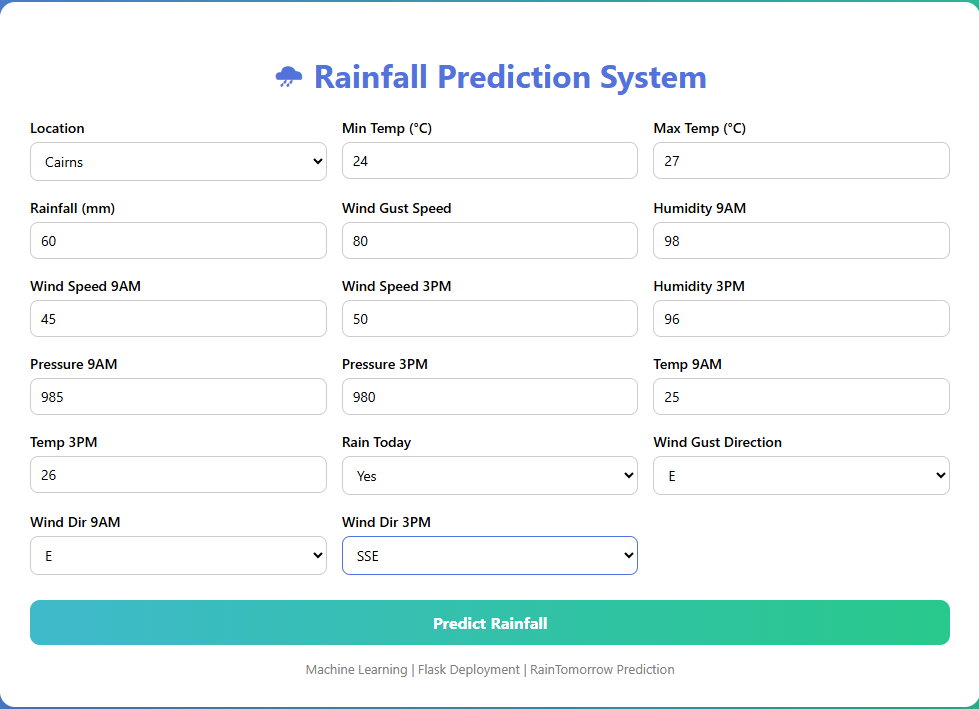 Rainfall Prediction System
Location Min Temp (°C) Max Temp (°C)
Cairns 24 27
Rainfall (mm) Wind Gust Speed Humidity 9AM
60 80 98
Wind Speed 9AM Wind Speed 3PM Humidity 3PM
45 50 96
Pressure 9AM Pressure 3PM Temp 9AM
985 980 25
Temp 3PM Rain Today Wind Gust Direction
26 Yes E
Wind Dir 9AM Wind Dir 3PM
E SSE
Predict Rainfall
Machine Learning | Flask Deployment | RainTomorrow Prediction